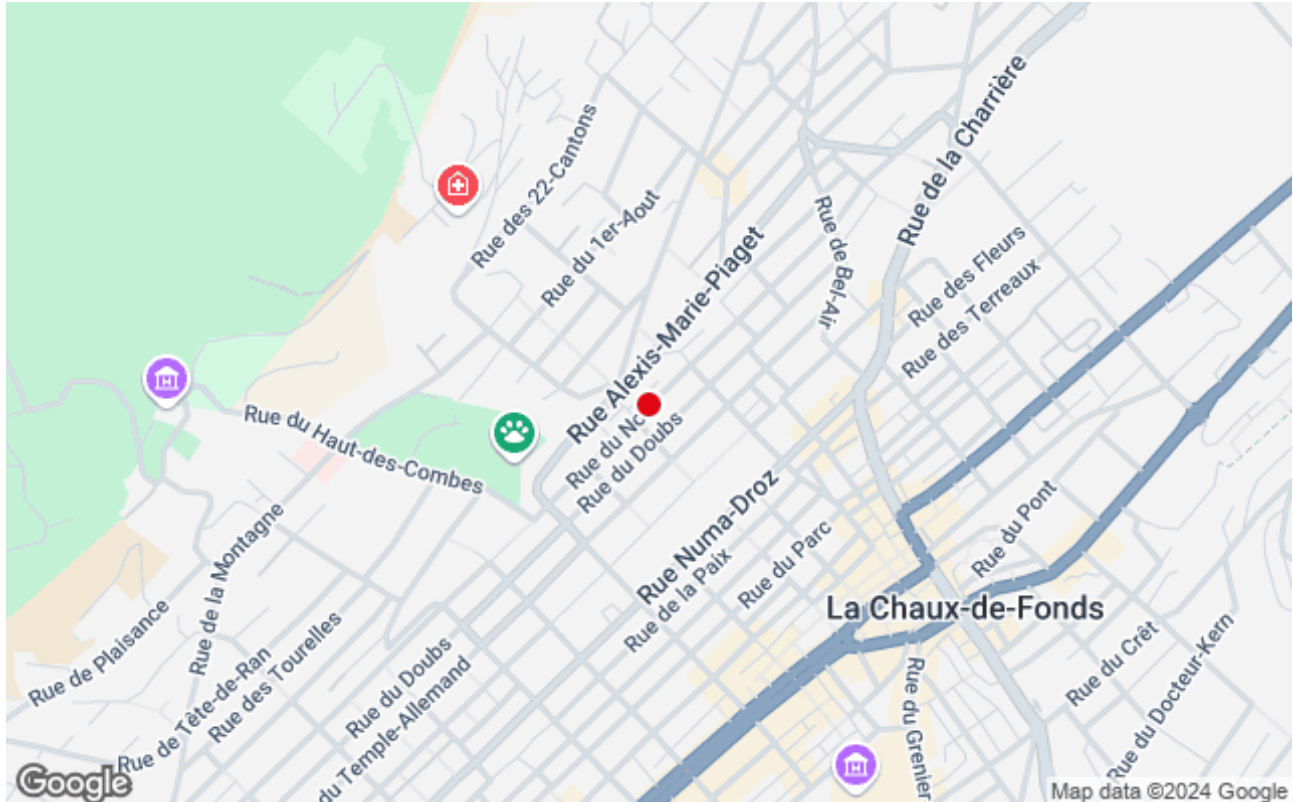 Rue de la Charrière
Rue des 22-Cantons
Rue du 1er-Aout
Rue Alexis-Marie-Piaget
Rue de Bel-Air
Rue des Fleurs
Rue des Terreaux
Rue du Haut-des-Combes
Rue du No
Rue du Doubs
Rue Numa-Droz
Rue de la Montagne
Rue du Parc
Rue de la Paix
Rue du Pont
La Chaux-de-Fonds
Rue de Plaisance
Rue de Tête-de-Ran
Rue des Tourelles
Rue du Doubs
du Temple-Allemand
Rue du Grenier
Rue du Crêt
Rue du Docteur-Kern
Google
Map data ©2024 Google